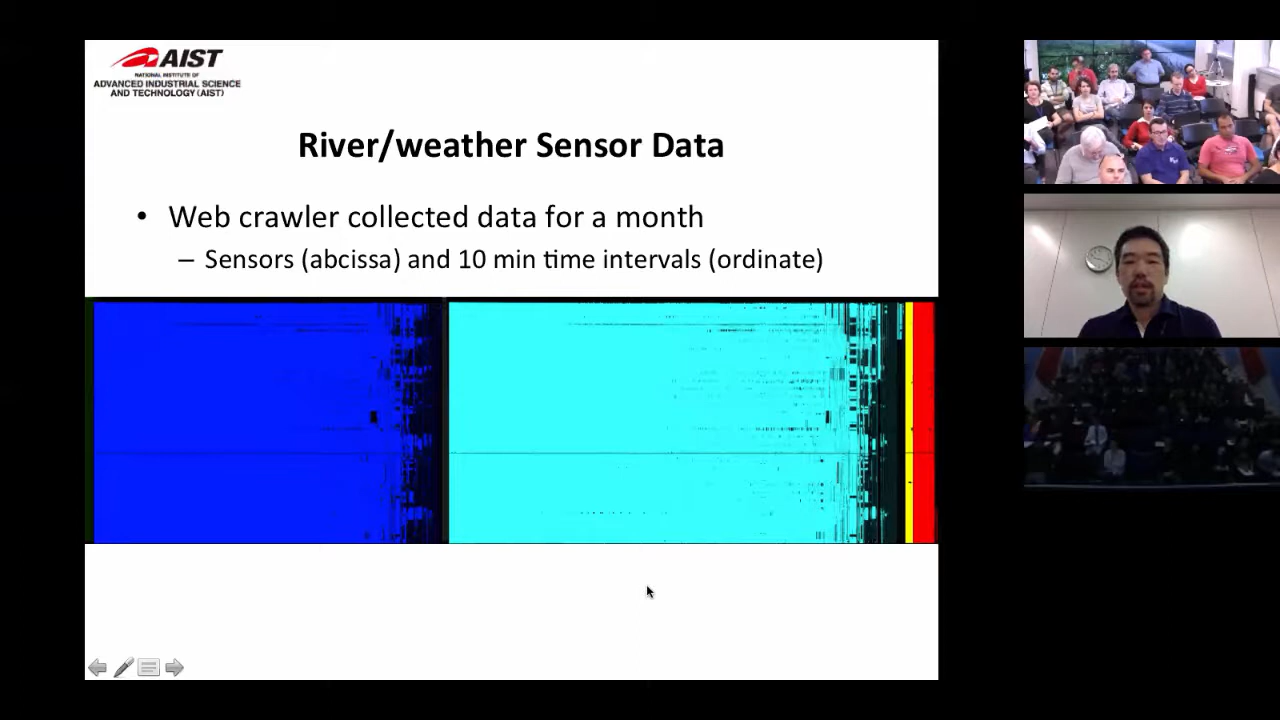 AIST
NATIONAL INSTITUTE OF
ADVANCED INDUSTRIAL SCIENCE
AND TECHNOLOGY (AIST)
River/weather Sensor Data
• Web crawler collected data for a month
– Sensors (abcissa) and 10 min time intervals (ordinate)